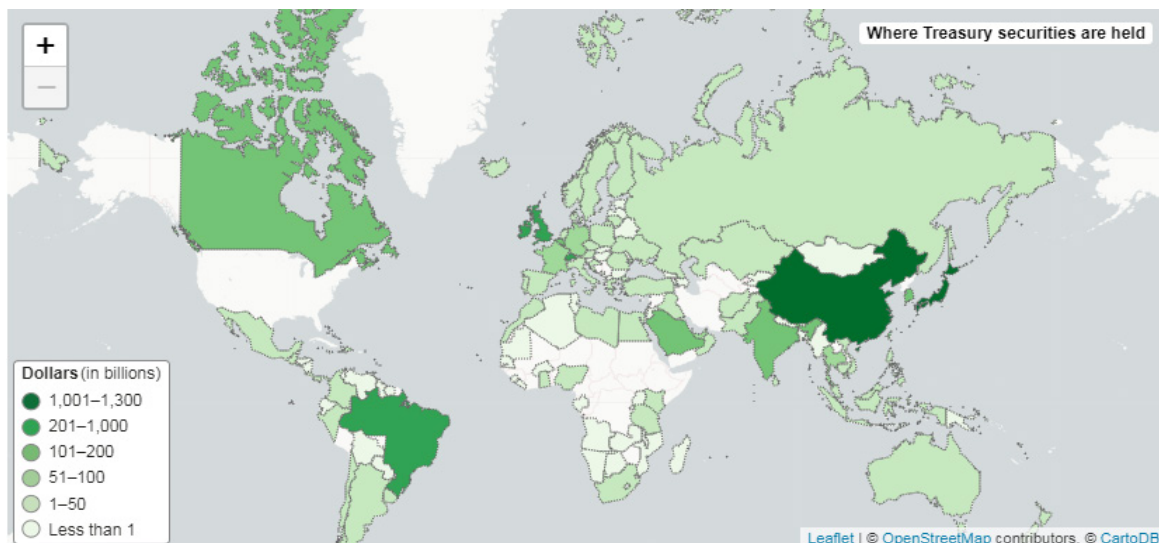 +
Where Treasury securities are held
−
Dollars (in billions)
1,001–1,300
201–1,000
101–200
51–100
1–50
Less than 1
Leaflet | © OpenStreetMap contributors, © CartoDB